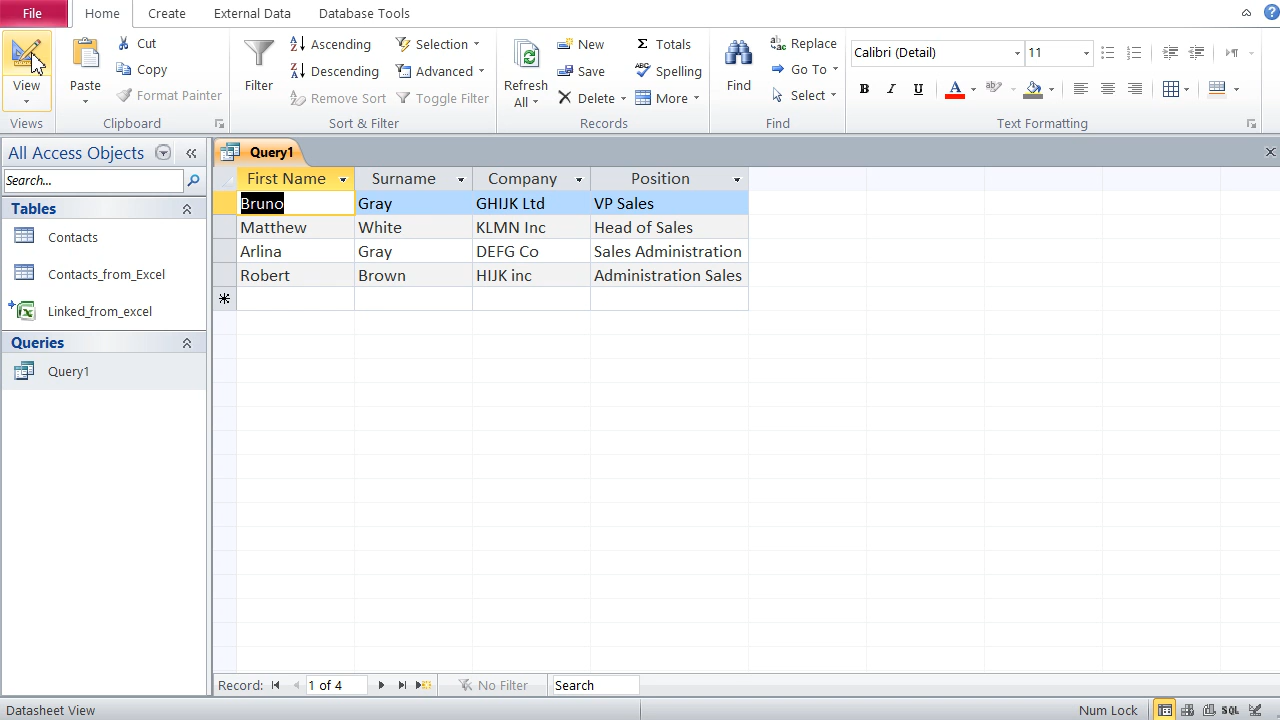 File Home Create External Data Database Tools
View
Views
Paste
Cut
Copy
Format Painter
Clipboard
Filter
Ascending
Descending
Remove Sort
Selection
Advanced
Toggle Filter
Sort & Filter
Refresh
All
New
Save
Delete
Totals
Spelling
More
Records
Find
Replace
Go To
Select
Find
Calibri (Detail) 11
B I U A
Text Formatting
All Access Objects
Search...
Tables
Contacts
Contacts_from_Excel
Linked_from_excel
Queries
Query1
Query1
First Name Surname Company Position
Bruno Gray GHIJK Ltd VP Sales
Matthew White KLMN Inc Head of Sales
Arlina Gray DEFG Co Sales Administration
Robert Brown HIJK inc Administration Sales
Record: 1 of 4 No Filter Search
Datasheet View Num Lock SQL